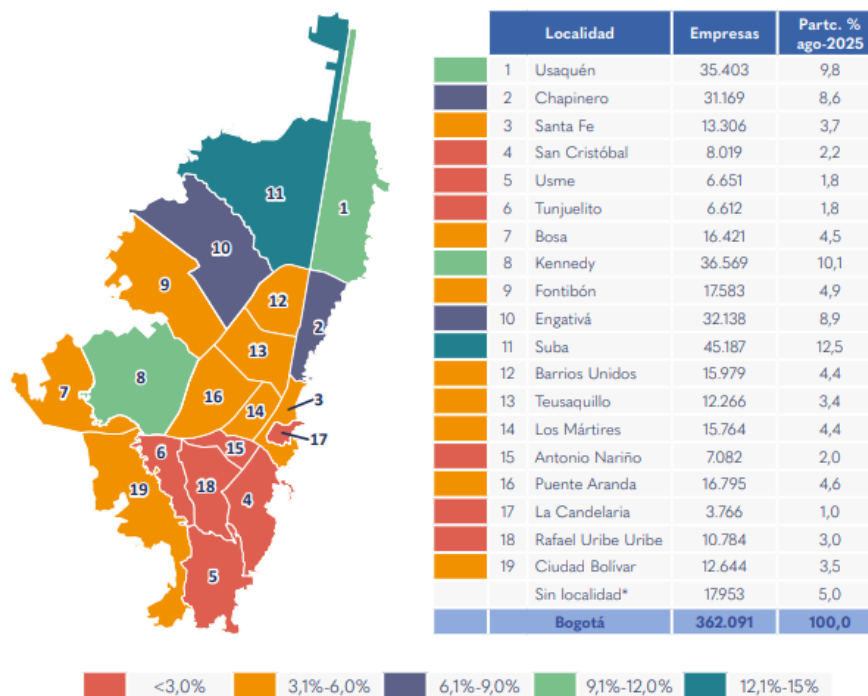 Localidad Empresas Partc. % ago-2025
1 Usaquén 35.403 9,8
2 Chapinero 31.169 8,6
3 Santa Fe 13.306 3,7
4 San Cristóbal 8.019 2,2
5 Usme 6.651 1,8
6 Tunjuelito 6.612 1,8
7 Bosa 16.421 4,5
8 Kennedy 36.569 10,1
9 Fontibón 17.583 4,9
10 Engativá 32.138 8,9
11 Suba 45.187 12,5
12 Barrios Unidos 15.979 4,4
13 Teusaquillo 12.266 3,4
14 Los Mártires 15.764 4,4
15 Antonio Nariño 7.082 2,0
16 Puente Aranda 16.795 4,6
17 La Candelaria 3.766 1,0
18 Rafael Uribe Uribe 10.784 3,0
19 Ciudad Bolívar 12.644 3,5
Sin localidad* 17.953 5,0
Bogotá 362.091 100,0
11
1
10
9
12
2
13
8
7
16
14
3
17
15
6
18
19
4
5
<3,0% 3,1%-6,0% 6,1%-9,0% 9,1%-12,0% 12,1%-15%